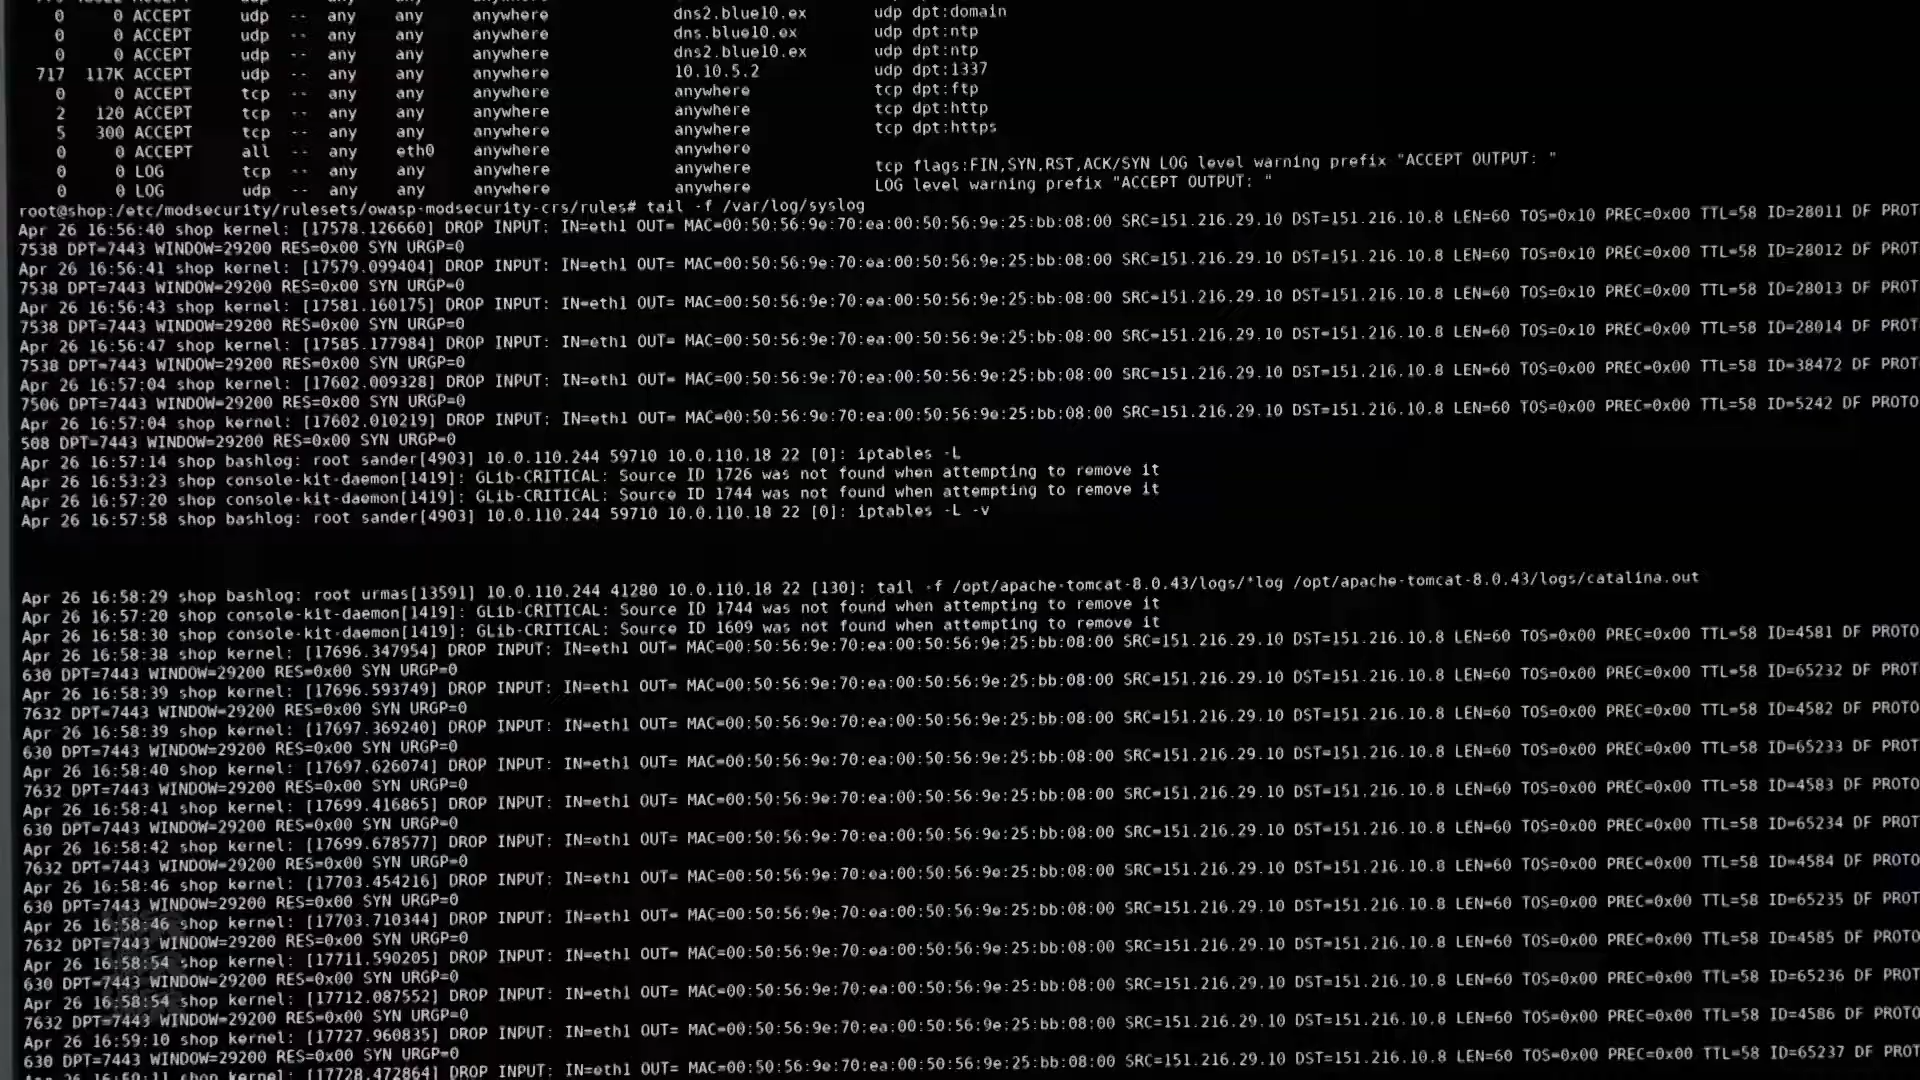 0 0 ACCEPT udp -- any any anywhere dns2.blue10.ex udp dpt:domain
0 0 ACCEPT udp -- any any anywhere dns.blue10.ex udp dpt:ntp
0 0 ACCEPT udp -- any any anywhere dns2.blue10.ex udp dpt:ntp
717 117K ACCEPT udp -- any any anywhere 10.10.5.2 udp dpt:1337
0 0 ACCEPT tcp -- any any anywhere anywhere tcp dpt:ftp
2 120 ACCEPT tcp -- any any anywhere anywhere tcp dpt:http
5 300 ACCEPT tcp -- any any anywhere anywhere tcp dpt:https
0 0 ACCEPT all -- any eth0 anywhere anywhere
0 0 LOG tcp -- any any anywhere anywhere tcp flags:FIN,SYN,RST,ACK/SYN LOG level warning prefix "ACCEPT OUTPUT: "
0 0 LOG udp -- any any anywhere anywhere LOG level warning prefix "ACCEPT OUTPUT: "
root@shop:/etc/modsecurity/rulesets/owasp-modsecurity-crs/rules# tail -f /var/log/syslog
Apr 26 16:56:40 shop kernel: [17578.126660] DROP INPUT: IN=eth1 OUT= MAC=00:50:56:9e:70:ea:00:50:56:9e:25:bb:08:00 SRC=151.216.29.10 DST=151.216.10.8 LEN=60 TOS=0x10 PREC=0x00 TTL=58 ID=28011 DF PROT
7538 DPT=7443 WINDOW=29200 RES=0x00 SYN URGP=0
Apr 26 16:56:41 shop kernel: [17579.099404] DROP INPUT: IN=eth1 OUT= MAC=00:50:56:9e:70:ea:00:50:56:9e:25:bb:08:00 SRC=151.216.29.10 DST=151.216.10.8 LEN=60 TOS=0x10 PREC=0x00 TTL=58 ID=28012 DF PROT
7538 DPT=7443 WINDOW=29200 RES=0x00 SYN URGP=0
Apr 26 16:56:43 shop kernel: [17581.160175] DROP INPUT: IN=eth1 OUT= MAC=00:50:56:9e:70:ea:00:50:56:9e:25:bb:08:00 SRC=151.216.29.10 DST=151.216.10.8 LEN=60 TOS=0x10 PREC=0x00 TTL=58 ID=28013 DF PROT
7538 DPT=7443 WINDOW=29200 RES=0x00 SYN URGP=0
Apr 26 16:56:47 shop kernel: [17585.177984] DROP INPUT: IN=eth1 OUT= MAC=00:50:56:9e:70:ea:00:50:56:9e:25:bb:08:00 SRC=151.216.29.10 DST=151.216.10.8 LEN=60 TOS=0x10 PREC=0x00 TTL=58 ID=28014 DF PROT
7538 DPT=7443 WINDOW=29200 RES=0x00 SYN URGP=0
Apr 26 16:57:04 shop kernel: [17602.009328] DROP INPUT: IN=eth1 OUT= MAC=00:50:56:9e:70:ea:00:50:56:9e:25:bb:08:00 SRC=151.216.29.10 DST=151.216.10.8 LEN=60 TOS=0x00 PREC=0x00 TTL=58 ID=38472 DF PROT
7506 DPT=7443 WINDOW=29200 RES=0x00 SYN URGP=0
Apr 26 16:57:04 shop kernel: [17602.010219] DROP INPUT: IN=eth1 OUT= MAC=00:50:56:9e:70:ea:00:50:56:9e:25:bb:08:00 SRC=151.216.29.10 DST=151.216.10.8 LEN=60 TOS=0x00 PREC=0x00 TTL=58 ID=5242 DF PROTO
508 DPT=7443 WINDOW=29200 RES=0x00 SYN URGP=0
Apr 26 16:57:14 shop bashlog: root sander[4903] 10.0.110.244 59710 10.0.110.18 22 [0]: iptables -L
Apr 26 16:53:23 shop console-kit-daemon[1419]: GLib-CRITICAL: Source ID 1726 was not found when attempting to remove it
Apr 26 16:57:20 shop console-kit-daemon[1419]: GLib-CRITICAL: Source ID 1744 was not found when attempting to remove it
Apr 26 16:57:58 shop bashlog: root sander[4903] 10.0.110.244 59710 10.0.110.18 22 [0]: iptables -L -v
Apr 26 16:58:29 shop bashlog: root urmas[13591] 10.0.110.244 41280 10.0.110.18 22 [130]: tail -f /opt/apache-tomcat-8.0.43/logs/*log /opt/apache-tomcat-8.0.43/logs/catalina.out
Apr 26 16:57:20 shop console-kit-daemon[1419]: GLib-CRITICAL: Source ID 1744 was not found when attempting to remove it
Apr 26 16:58:30 shop console-kit-daemon[1419]: GLib-CRITICAL: Source ID 1609 was not found when attempting to remove it
Apr 26 16:58:38 shop kernel: [17696.347954] DROP INPUT: IN=eth1 OUT= MAC=00:50:56:9e:70:ea:00:50:56:9e:25:bb:08:00 SRC=151.216.29.10 DST=151.216.10.8 LEN=60 TOS=0x00 PREC=0x00 TTL=58 ID=4581 DF PROTO
630 DPT=7443 WINDOW=29200 RES=0x00 SYN URGP=0
Apr 26 16:58:39 shop kernel: [17696.593749] DROP INPUT: IN=eth1 OUT= MAC=00:50:56:9e:70:ea:00:50:56:9e:25:bb:08:00 SRC=151.216.29.10 DST=151.216.10.8 LEN=60 TOS=0x00 PREC=0x00 TTL=58 ID=65232 DF PROT
7632 DPT=7443 WINDOW=29200 RES=0x00 SYN URGP=0
Apr 26 16:58:39 shop kernel: [17697.369240] DROP INPUT: IN=eth1 OUT= MAC=00:50:56:9e:70:ea:00:50:56:9e:25:bb:08:00 SRC=151.216.29.10 DST=151.216.10.8 LEN=60 TOS=0x00 PREC=0x00 TTL=58 ID=4582 DF PROTO
630 DPT=7443 WINDOW=29200 RES=0x00 SYN URGP=0
Apr 26 16:58:40 shop kernel: [17697.626074] DROP INPUT: IN=eth1 OUT= MAC=00:50:56:9e:70:ea:00:50:56:9e:25:bb:08:00 SRC=151.216.29.10 DST=151.216.10.8 LEN=60 TOS=0x00 PREC=0x00 TTL=58 ID=65233 DF PROT
7632 DPT=7443 WINDOW=29200 RES=0x00 SYN URGP=0
Apr 26 16:58:41 shop kernel: [17699.416865] DROP INPUT: IN=eth1 OUT= MAC=00:50:56:9e:70:ea:00:50:56:9e:25:bb:08:00 SRC=151.216.29.10 DST=151.216.10.8 LEN=60 TOS=0x00 PREC=0x00 TTL=58 ID=4583 DF PROTO
630 DPT=7443 WINDOW=29200 RES=0x00 SYN URGP=0
Apr 26 16:58:42 shop kernel: [17699.678577] DROP INPUT: IN=eth1 OUT= MAC=00:50:56:9e:70:ea:00:50:56:9e:25:bb:08:00 SRC=151.216.29.10 DST=151.216.10.8 LEN=60 TOS=0x00 PREC=0x00 TTL=58 ID=65234 DF PROT
7632 DPT=7443 WINDOW=29200 RES=0x00 SYN URGP=0
Apr 26 16:58:46 shop kernel: [17703.454216] DROP INPUT: IN=eth1 OUT= MAC=00:50:56:9e:70:ea:00:50:56:9e:25:bb:08:00 SRC=151.216.29.10 DST=151.216.10.8 LEN=60 TOS=0x00 PREC=0x00 TTL=58 ID=4584 DF PROTO
630 DPT=7443 WINDOW=29200 RES=0x00 SYN URGP=0
Apr 26 16:58:46 shop kernel: [17703.710344] DROP INPUT: IN=eth1 OUT= MAC=00:50:56:9e:70:ea:00:50:56:9e:25:bb:08:00 SRC=151.216.29.10 DST=151.216.10.8 LEN=60 TOS=0x00 PREC=0x00 TTL=58 ID=65235 DF PROT
7632 DPT=7443 WINDOW=29200 RES=0x00 SYN URGP=0
Apr 26 16:58:54 shop kernel: [17711.590205] DROP INPUT: IN=eth1 OUT= MAC=00:50:56:9e:70:ea:00:50:56:9e:25:bb:08:00 SRC=151.216.29.10 DST=151.216.10.8 LEN=60 TOS=0x00 PREC=0x00 TTL=58 ID=4585 DF PROTO
630 DPT=7443 WINDOW=29200 RES=0x00 SYN URGP=0
Apr 26 16:58:54 shop kernel: [17712.087552] DROP INPUT: IN=eth1 OUT= MAC=00:50:56:9e:70:ea:00:50:56:9e:25:bb:08:00 SRC=151.216.29.10 DST=151.216.10.8 LEN=60 TOS=0x00 PREC=0x00 TTL=58 ID=65236 DF PROT
7632 DPT=7443 WINDOW=29200 RES=0x00 SYN URGP=0
Apr 26 16:59:10 shop kernel: [17727.960835] DROP INPUT: IN=eth1 OUT= MAC=00:50:56:9e:70:ea:00:50:56:9e:25:bb:08:00 SRC=151.216.29.10 DST=151.216.10.8 LEN=60 TOS=0x00 PREC=0x00 TTL=58 ID=4586 DF PROTO
630 DPT=7443 WINDOW=29200 RES=0x00 SYN URGP=0
Apr 26 16:59:11 shop kernel: [17728.472864] DROP INPUT: IN=eth1 OUT= MAC=00:50:56:9e:70:ea:00:50:56:9e:25:bb:08:00 SRC=151.216.29.10 DST=151.216.10.8 LEN=60 TOS=0x00 PREC=0x00 TTL=58 ID=65237 DF PROT